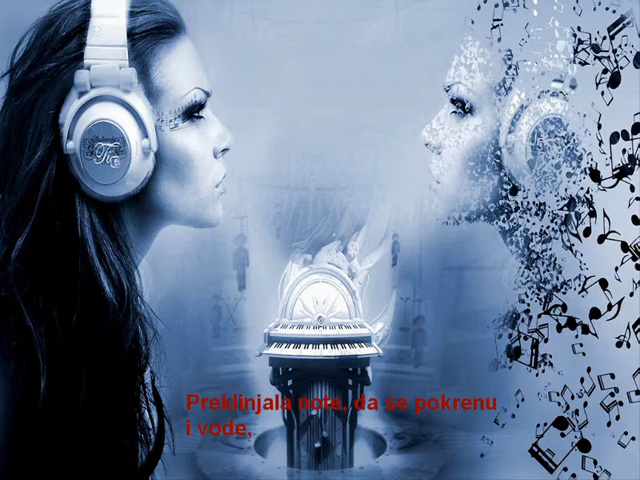 Preklinjala note, da se pokrenu
i vode,